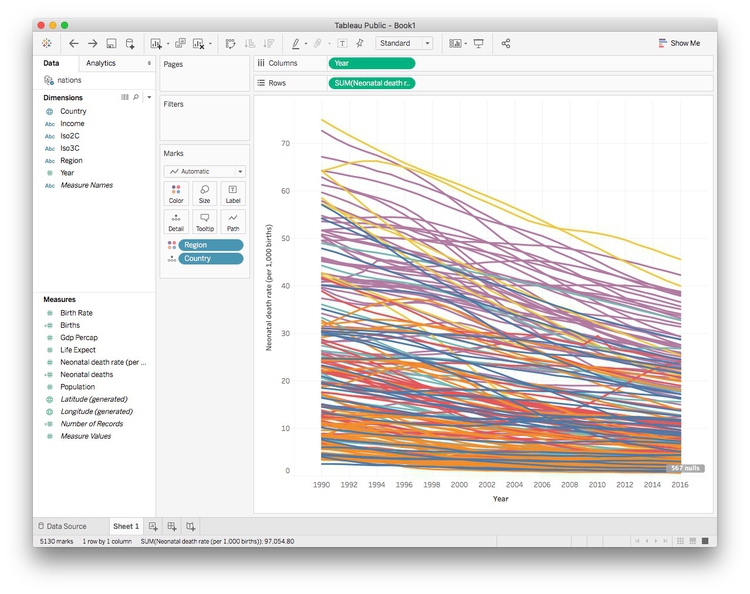 Tableau Public - Book1
Standard
Show Me
Data
Analytics
nations
Dimensions
Country
Abc Income
Abc Iso2C
Abc Iso3C
Abc Region
Year
Abc Measure Names
Measures
Birth Rate
Births
Gdp Percap
Life Expect
Neonatal death rate (per ...
Neonatal deaths
Population
Latitude (generated)
Longitude (generated)
Number of Records
Measure Values
Pages
Filters
Marks
Automatic
Color Size Label
Detail Tooltip Path
Region
Country
Columns Year
Rows SUM(Neonatal death r..
Neonatal death rate (per 1,000 births)
70
60
50
40
30
20
10
0
567 nulls
1990 1992 1994 1996 1998 2000 2002 2004 2006 2008 2010 2012 2014 2016
Year
Data Source Sheet 1
5130 marks 1 row by 1 column SUM(Neonatal death rate (per 1,000 births)): 97,054.80